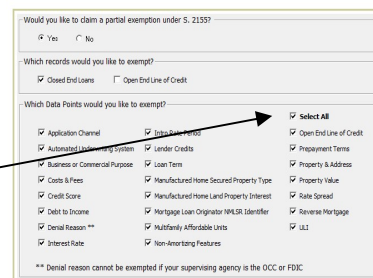 Would you like to claim a partial exemption under S. 2155?
Yes No
Which records would you like to exempt?
Closed End Loans Open End Line of Credit
Which Data Points would you like to exempt?
Select All
Application Channel Intro Rate Period Open End Line of Credit
Automated Underwriting System Lender Credits Prepayment Terms
Business or Commercial Purpose Loan Term Property & Address
Costs & Fees Manufactured Home Secured Property Type Property Value
Credit Score Manufactured Home Land Property Interest Rate Spread
Debt to Income Mortgage Loan Originator NMLSR Identifier Reverse Mortgage
Denial Reason ** Multifamily Affordable Units ULI
Interest Rate Non-Amortizing Features
** Denial reason cannot be exempted if your supervising agency is the OCC or FDIC